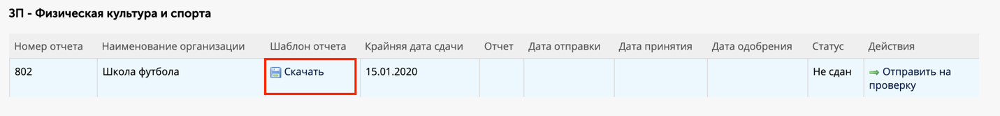 ЗП - Физическая культура и спорта
Номер отчета Наименование организации Шаблон отчета Крайняя дата сдачи Отчет Дата отправки Дата принятия Дата одобрения Статус Действия
802 Школа футбола Скачать 15.01.2020 Не сдан Отправить на
проверку